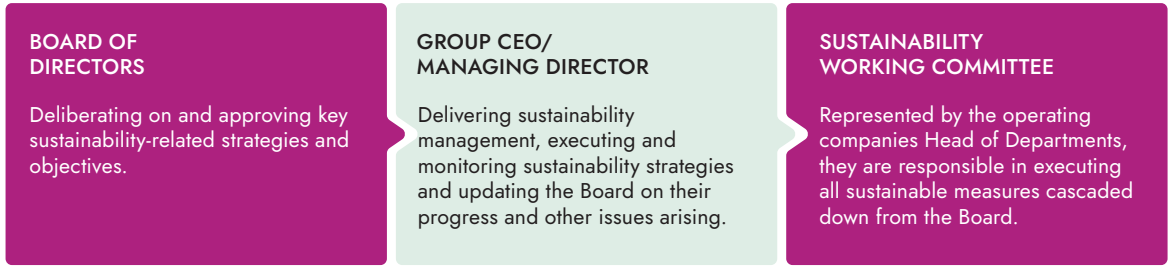 BOARD OF
DIRECTORS
Deliberating on and approving key
sustainability-related strategies and
objectives.
GROUP CEO/
MANAGING DIRECTOR
Delivering sustainability
management, executing and
monitoring sustainability strategies
and updating the Board on their
progress and other issues arising.
SUSTAINABILITY
WORKING COMMITTEE
Represented by the operating
companies Head of Departments,
they are responsible in executing
all sustainable measures cascaded
down from the Board.